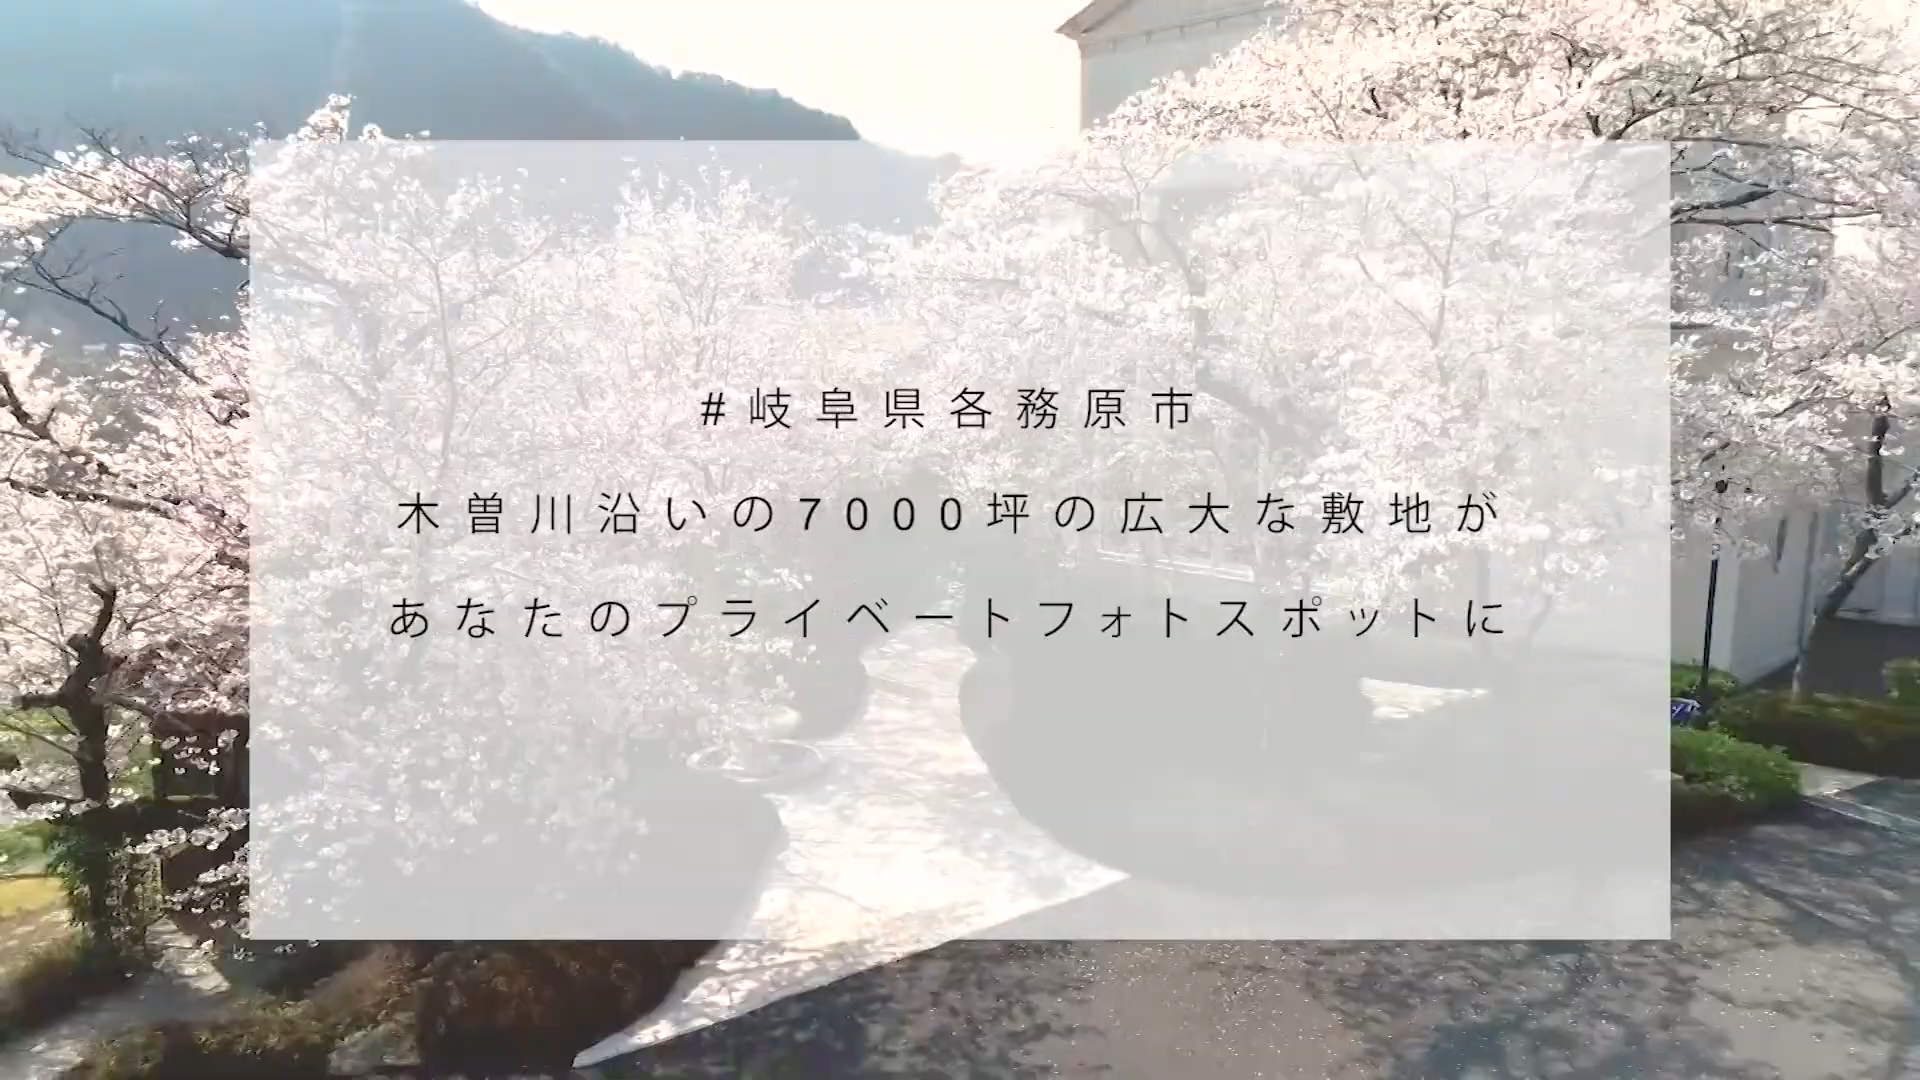 #岐阜県各務原市
木曽川沿いの7000坪の広大な敷地が
あなたのプライベートフォトスポットに